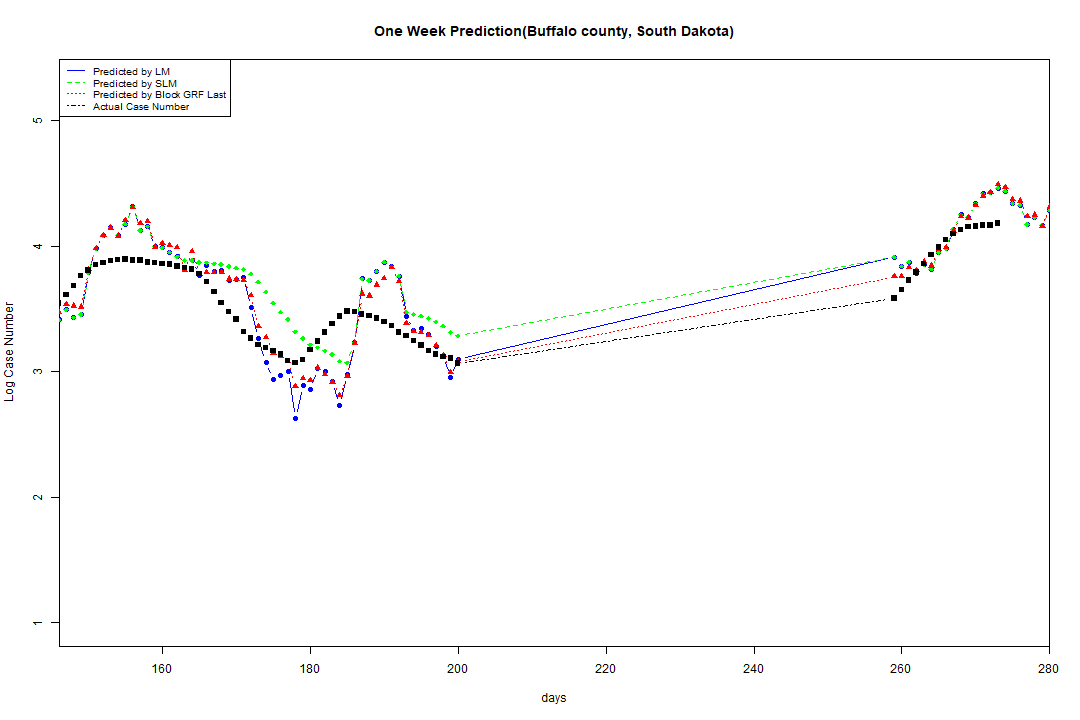 One Week Prediction(Buffalo county, South Dakota)
Predicted by LM
Predicted by SLM
Predicted by Block GRF Last
Actual Case Number
Log Case Number
5
4
3
2
1
160 180 200 220 240 260 280
days